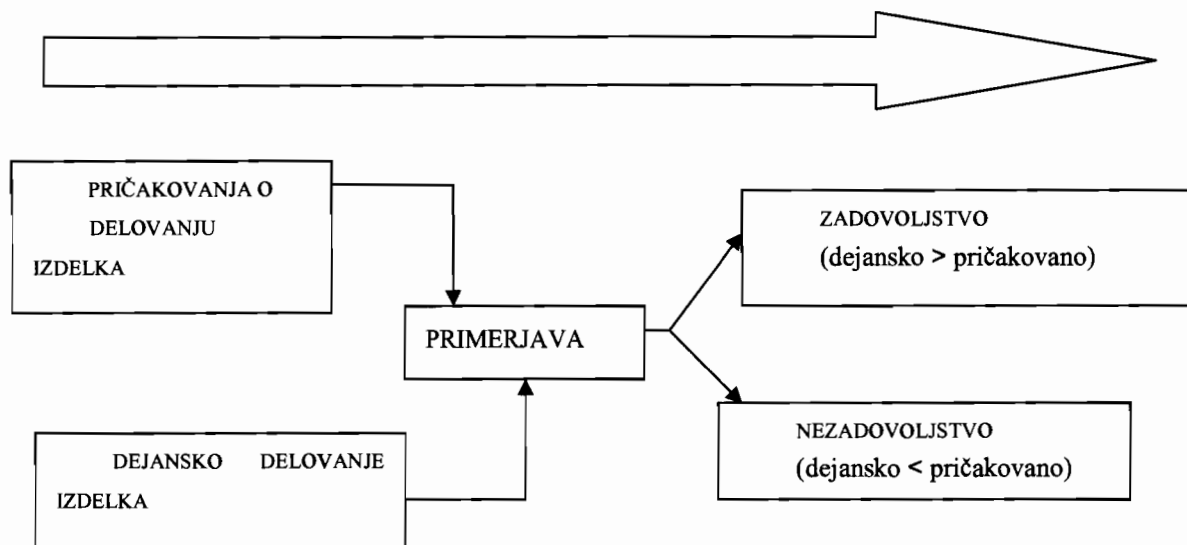 PRIČAKOVANJA O
DELOVANJU
IZDELKA
ZADOVOLJSTVO
(dejansko > pričakovano)
PRIMERJAVA
NEZADOVOLJSTVO
(dejansko < pričakovano)
DEJANSKO DELOVANJE
IZDELKA